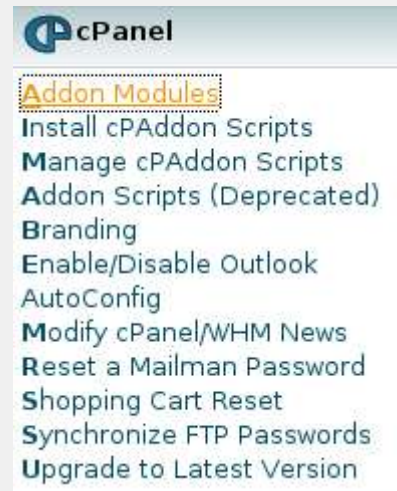 cPanel
Addon Modules
Install cPAddon Scripts
Manage cPAddon Scripts
Addon Scripts (Deprecated)
Branding
Enable/Disable Outlook
AutoConfig
Modify cPanel/WHM News
Reset a Mailman Password
Shopping Cart Reset
Synchronize FTP Passwords
Upgrade to Latest Version